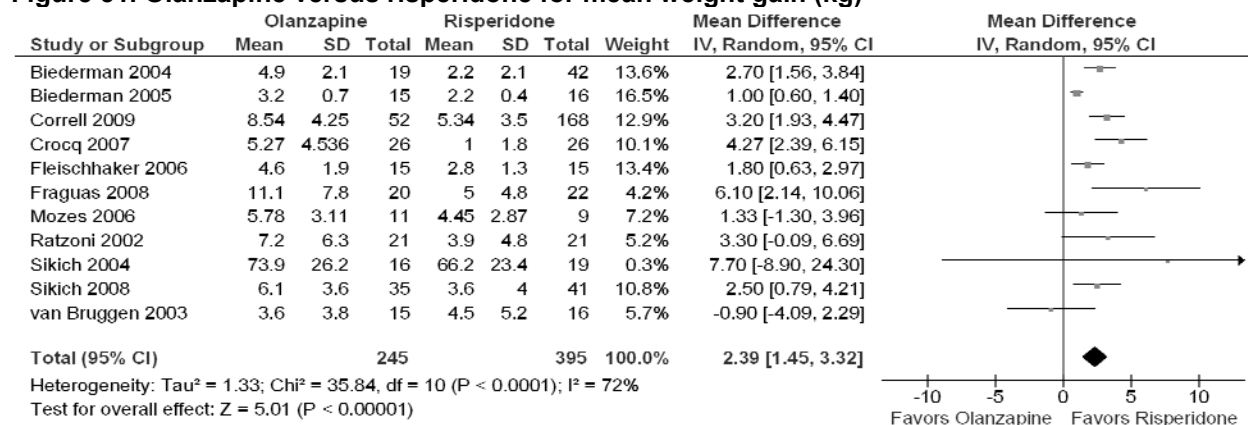 Olanzapine Risperidone Mean Difference Mean Difference
Study or Subgroup Mean SD Total Mean SD Total Weight IV, Random, 95% CI IV, Random, 95% CI
Biederman 2004 4.9 2.1 19 2.2 2.1 42 13.6% 2.70 [1.56, 3.84]
Biederman 2005 3.2 0.7 15 2.2 0.4 16 16.5% 1.00 [0.60, 1.40]
Correll 2009 8.54 4.25 52 5.34 3.5 168 12.9% 3.20 [1.93, 4.47]
Crocq 2007 5.27 4.536 26 1 1.8 26 10.1% 4.27 [2.39, 6.15]
Fleischhaker 2006 4.6 1.9 15 2.8 1.3 15 13.4% 1.80 [0.63, 2.97]
Fraguas 2008 11.1 7.8 20 5 4.8 22 4.2% 6.10 [2.14, 10.06]
Mozes 2006 5.78 3.11 11 4.45 2.87 9 7.2% 1.33 [-1.30, 3.96]
Ratzoni 2002 7.2 6.3 21 3.9 4.8 21 5.2% 3.30 [-0.09, 6.69]
Sikich 2004 73.9 26.2 16 66.2 23.4 19 0.3% 7.70 [-8.90, 24.30]
Sikich 2008 6.1 3.6 35 3.6 4 41 10.8% 2.50 [0.79, 4.21]
van Bruggen 2003 3.6 3.8 15 4.5 5.2 16 5.7% -0.90 [-4.09, 2.29]
Total (95% CI) 245 395 100.0% 2.39 [1.45, 3.32]
Heterogeneity: Tau² = 1.33; Chi² = 35.84, df = 10 (P < 0.0001); I² = 72%
Test for overall effect: Z = 5.01 (P < 0.00001)
-10 -5 0 5 10
Favors Olanzapine Favors Risperidone